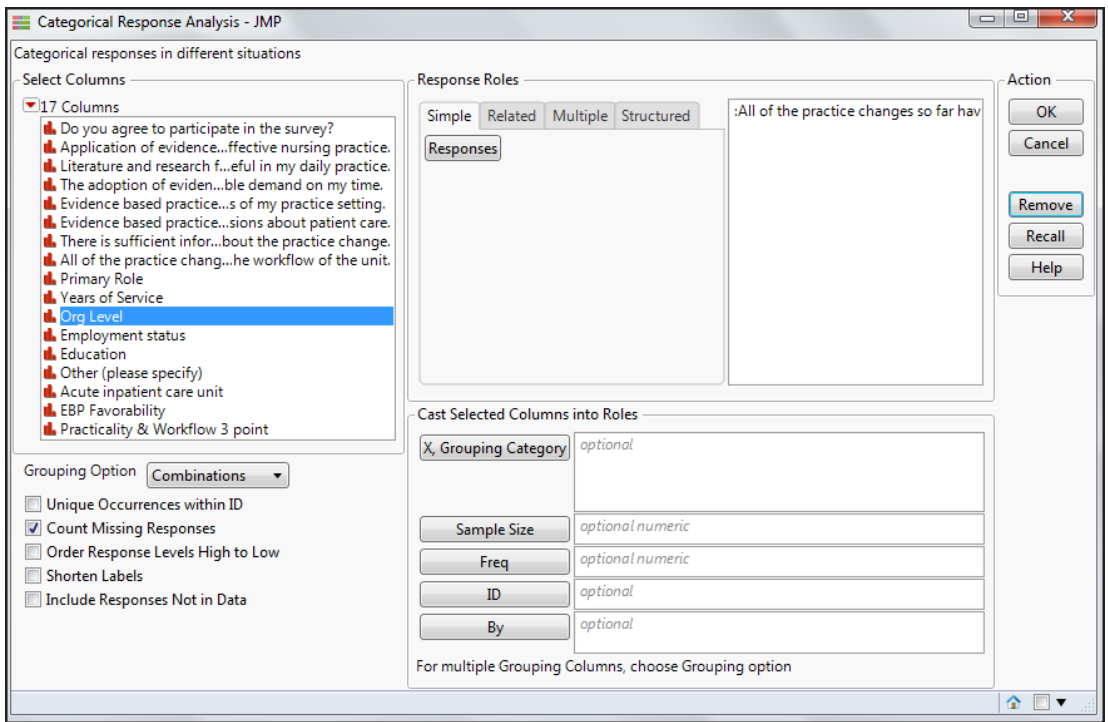 Categorical Response Analysis - JMP
Categorical responses in different situations
Select Columns
17 Columns
Do you agree to participate in the survey?
Application of evidence...ffective nursing practice.
Literature and research f...eful in my daily practice.
The adoption of eviden...ble demand on my time.
Evidence based practice...s of my practice setting.
Evidence based practice...sions about patient care.
There is sufficient infor...bout the practice change.
All of the practice chang...he workflow of the unit.
Primary Role
Years of Service
Org Level
Employment status
Education
Other (please specify)
Acute inpatient care unit
EBP Favorability
Practicality & Workflow 3 point
Grouping Option Combinations
Unique Occurrences within ID
Count Missing Responses
Order Response Levels High to Low
Shorten Labels
Include Responses Not in Data
Response Roles
Simple Related Multiple Structured
Responses
:All of the practice changes so far hav
Cast Selected Columns into Roles
X, Grouping Category optional
Sample Size optional numeric
Freq optional numeric
ID optional
By optional
For multiple Grouping Columns, choose Grouping option
Action
OK
Cancel
Remove
Recall
Help